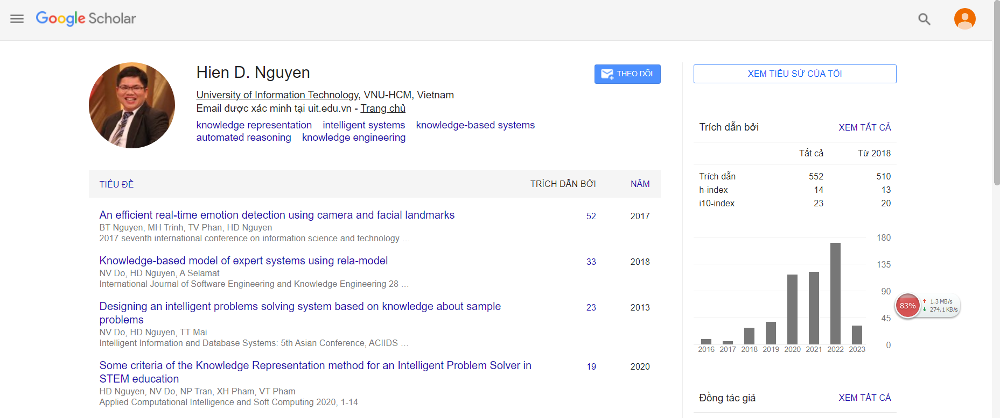 Google Scholar
Hien D. Nguyen
THEO DÕI
University of Information Technology, VNU-HCM, Vietnam
Email được xác minh tại uit.edu.vn - Trang chủ
knowledge representation intelligent systems knowledge-based systems
automated reasoning knowledge engineering
TIÊU ĐỀ TRÍCH DẪN BỞI NĂM
An efficient real-time emotion detection using camera and facial landmarks 52 2017
BT Nguyen, MH Trinh, TV Phan, HD Nguyen
2017 seventh international conference on information science and technology …
Knowledge-based model of expert systems using rela-model 33 2018
NV Do, HD Nguyen, A Selamat
International Journal of Software Engineering and Knowledge Engineering 28 …
Designing an intelligent problems solving system based on knowledge about sample 23 2013
problems
NV Do, HD Nguyen, TT Mai
Intelligent Information and Database Systems: 5th Asian Conference, ACIIDS …
Some criteria of the Knowledge Representation method for an Intelligent Problem Solver in 19 2020
STEM education
HD Nguyen, NV Do, NP Tran, XH Pham, VT Pham
Applied Computational Intelligence and Soft Computing 2020, 1-14
XEM TIỂU SỬ CỦA TÔI
Trích dẫn bởi XEM TẤT CẢ
Tất cả Từ 2018
Trích dẫn 552 510
h-index 14 13
i10-index 23 20
180
135
90
45
0
2016 2017 2018 2019 2020 2021 2022 2023
83% 1.3 MB/s
274.1 KB/s
Đồng tác giả XEM TẤT CẢ